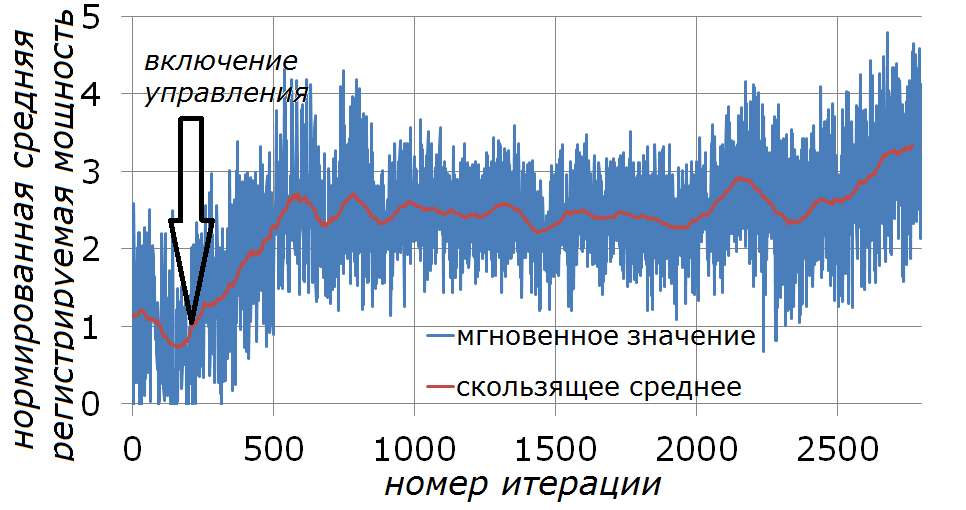 нормированная средняя
регистрируемая мощность
5
4
3
2
1
0
включение
управления
мгновенное значение
скользящее среднее
0 500 1000 1500 2000 2500
номер итерации